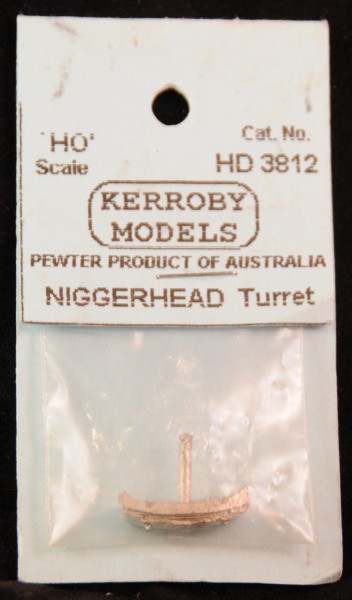 'HO'
Scale
Cat. No.
HD 3812
KERROBY
MODELS
PEWTER PRODUCT OF AUSTRALIA
NIGGERHEAD Turret